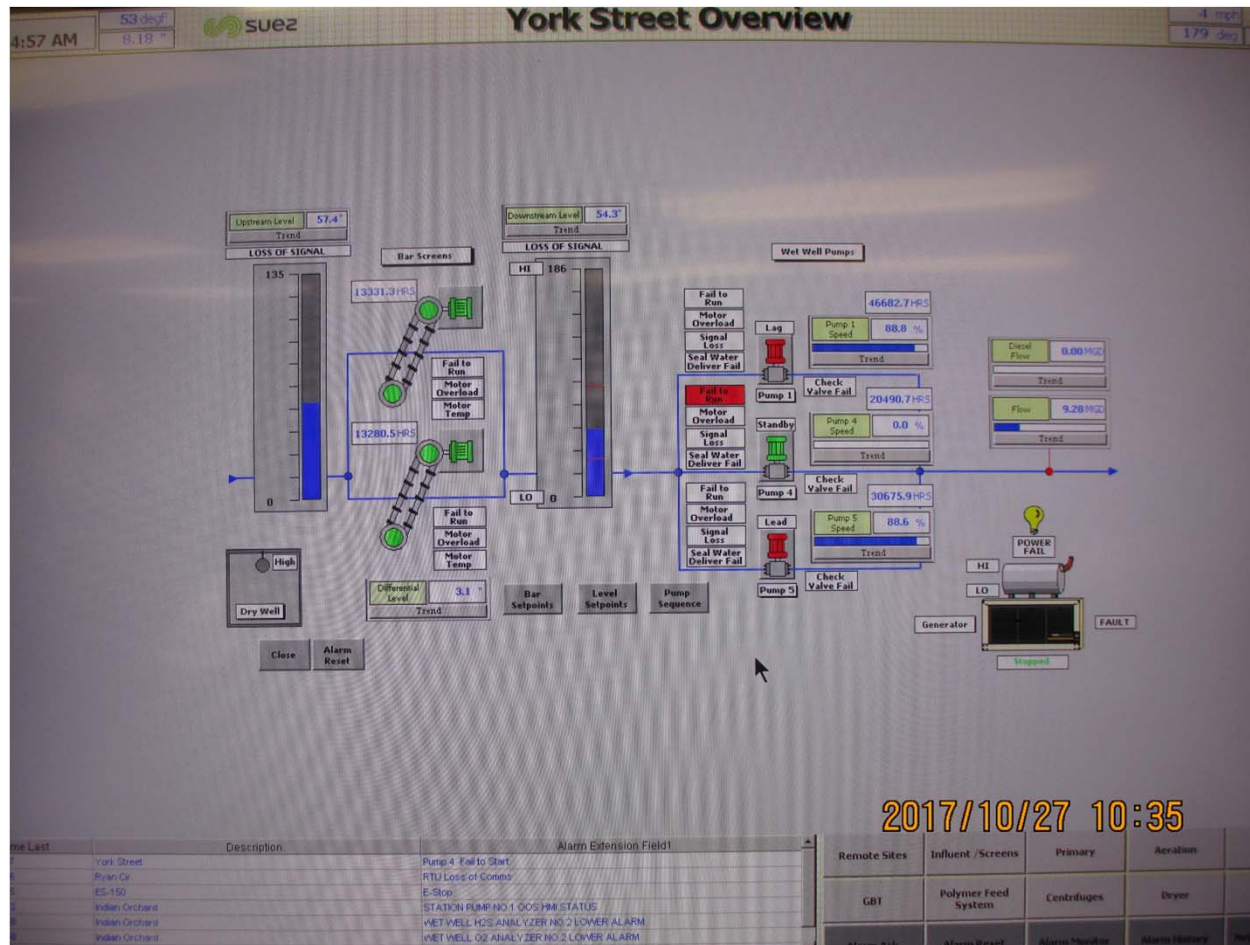 4:57 AM
53 degF
8.18 "
suez
York Street Overview
4 mph
179 deg
Upstream Level 57.4"
Trend
LOSS OF SIGNAL
135
0
Bar Screens
13331.3 HRS
Fail to
Run
Motor
Overload
Motor
Temp
13280.5 HRS
Fail to
Run
Motor
Overload
Motor
Temp
Differential
Level 3.1 "
Trend
High
Dry Well
Close
Alarm
Reset
Downstream Level 54.3"
Trend
LOSS OF SIGNAL
HI 186
LO 0
Bar
Setpoints
Level
Setpoints
Pump
Sequence
Wet Well Pumps
Fail to
Run
Motor
Overload
Signal
Loss
Seal Water
Deliver Fail
Lag
Pump 1
46682.7 HRS
Pump 1
Speed 88.8 %
Trend
Check
Valve Fail
Fail to
Run
Motor
Overload
Signal
Loss
Seal Water
Deliver Fail
Standby
Pump 4
20490.7 HRS
Pump 4
Speed 0.0 %
Trend
Check
Valve Fail
Fail to
Run
Motor
Overload
Signal
Loss
Seal Water
Deliver Fail
Lead
Pump 5
30675.9 HRS
Pump 5
Speed 88.6 %
Trend
Check
Valve Fail
Diesel
Flow 0.00 MGD
Trend
Flow 9.28 MGD
Trend
POWER
FAIL
HI
LO
Generator
FAULT
Stopped
2017/10/27 10:35
me Last Description Alarm Extension Field1
York Street Pump 4 Fail to Start
Ryan Cir. RTU Loss of Comms
ES-150 E-Stop
Indian Orchard STATION PUMP NO.1 OOS HMI STATUS
Indian Orchard WET WELL H2S ANALYZER NO.2 LOWER ALARM
Indian Orchard WET WELL O2 ANALYZER NO.2 LOWER ALARM
Remote Sites Influent /Screens Primary Aeration
GBT Polymer Feed
System Centrifuges Dryer
Alarm Reset Alarm History